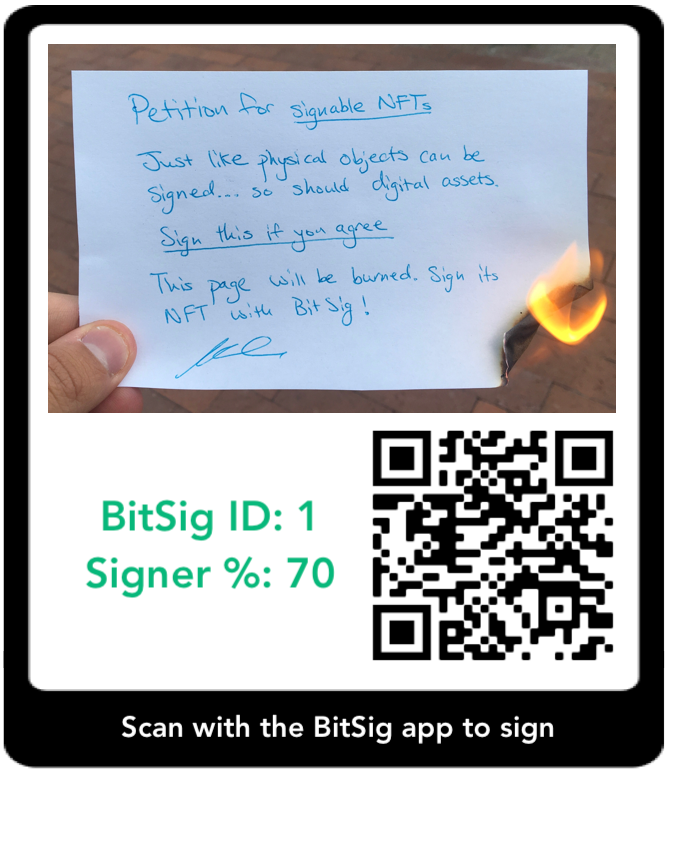 Petition for signable NFTs
Just like physical objects can be
signed.... so should digital assets.
Sign this if you agree
This page will be burned. Sign its
NFT with BitSig!
BitSig ID: 1
Signer %: 70
Scan with the BitSig app to sign